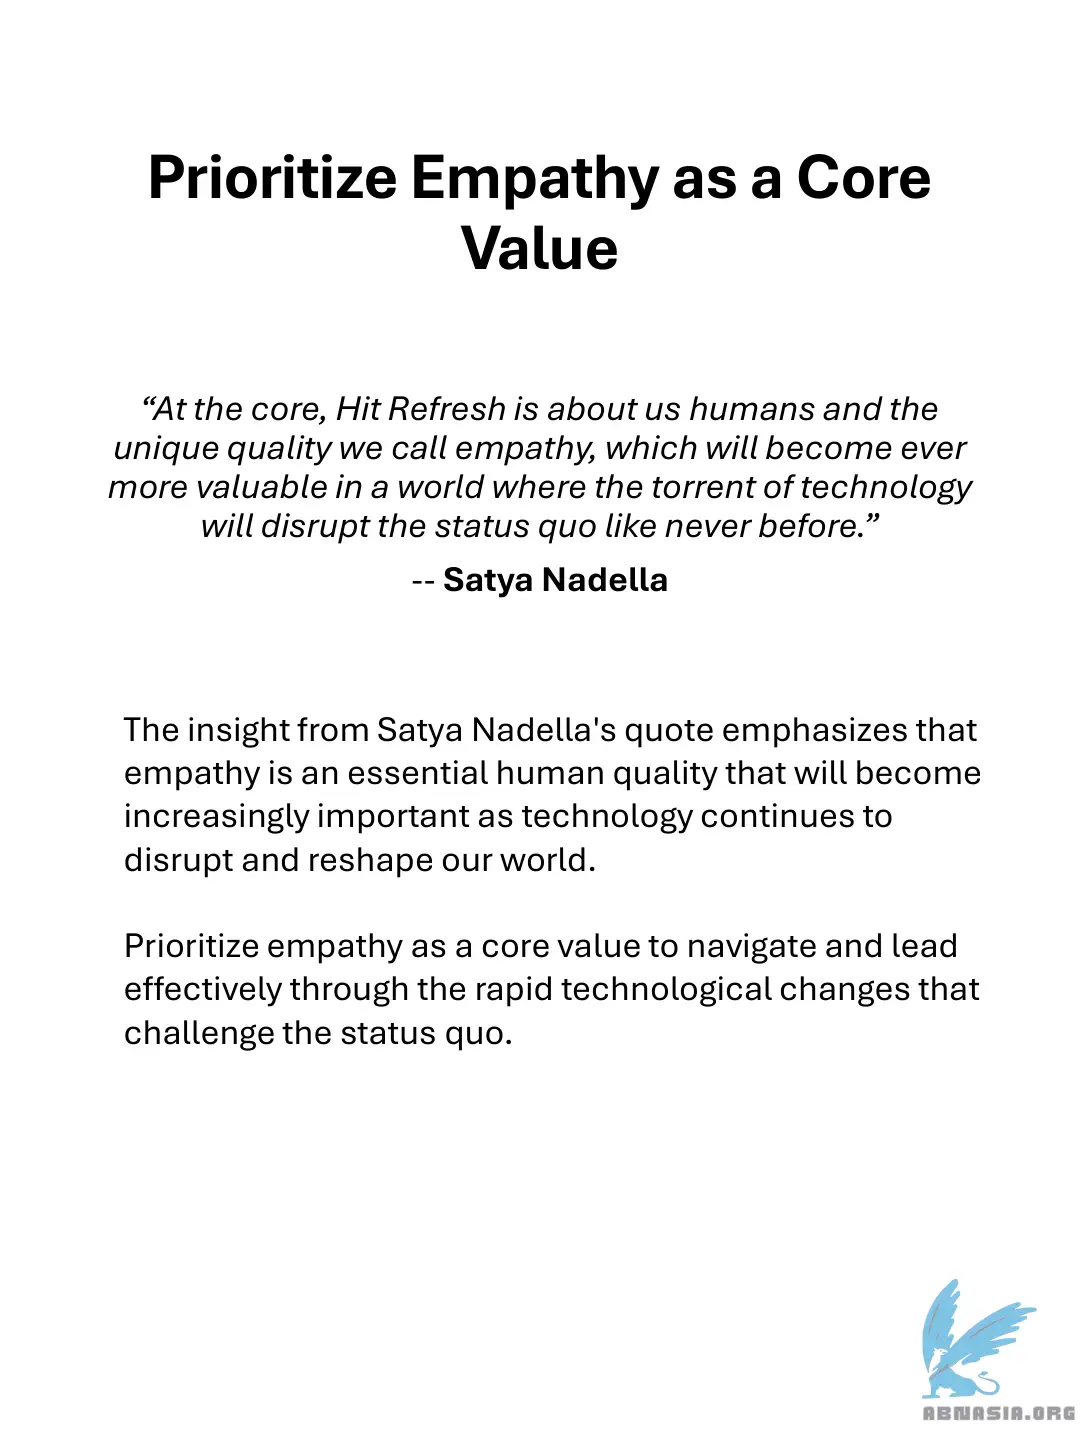 Prioritize Empathy as a Core
Value
“At the core, Hit Refresh is about us humans and the
unique quality we call empathy, which will become ever
more valuable in a world where the torrent of technology
will disrupt the status quo like never before.”
-- Satya Nadella
The insight from Satya Nadella's quote emphasizes that
empathy is an essential human quality that will become
increasingly important as technology continues to
disrupt and reshape our world.
Prioritize empathy as a core value to navigate and lead
effectively through the rapid technological changes that
challenge the status quo.
ABNASIA.ORG